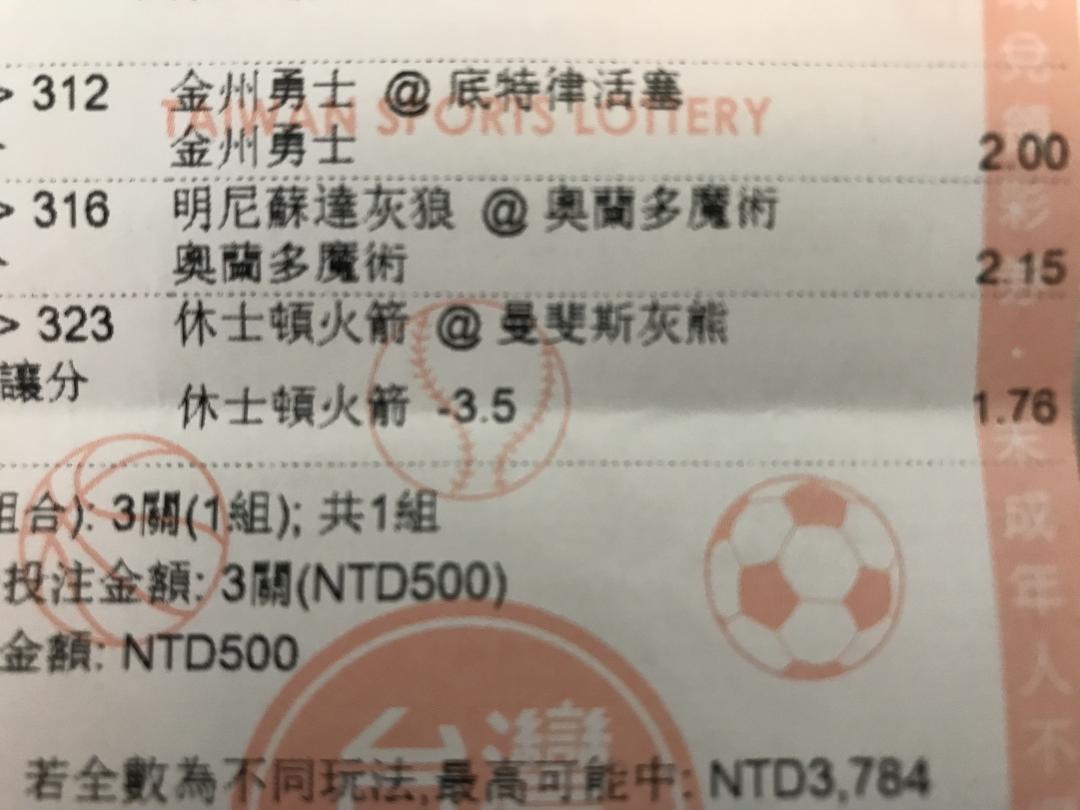 > 312 金州勇士 @ 底特律活塞
TAIWAN SPORTS LOTTERY
金州勇士 2.00
> 316 明尼蘇達灰狼 @ 奧蘭多魔術
奧蘭多魔術 2.15
> 323 休士頓火箭 @ 曼斐斯灰熊
讓分
休士頓火箭 -3.5 1.76
組合): 3關(1組); 共1組
投注金額: 3關(NTD500)
金額: NTD500
台灣
若全數為不同玩法,最高可能中: NTD3,784
彩券·未成年人不